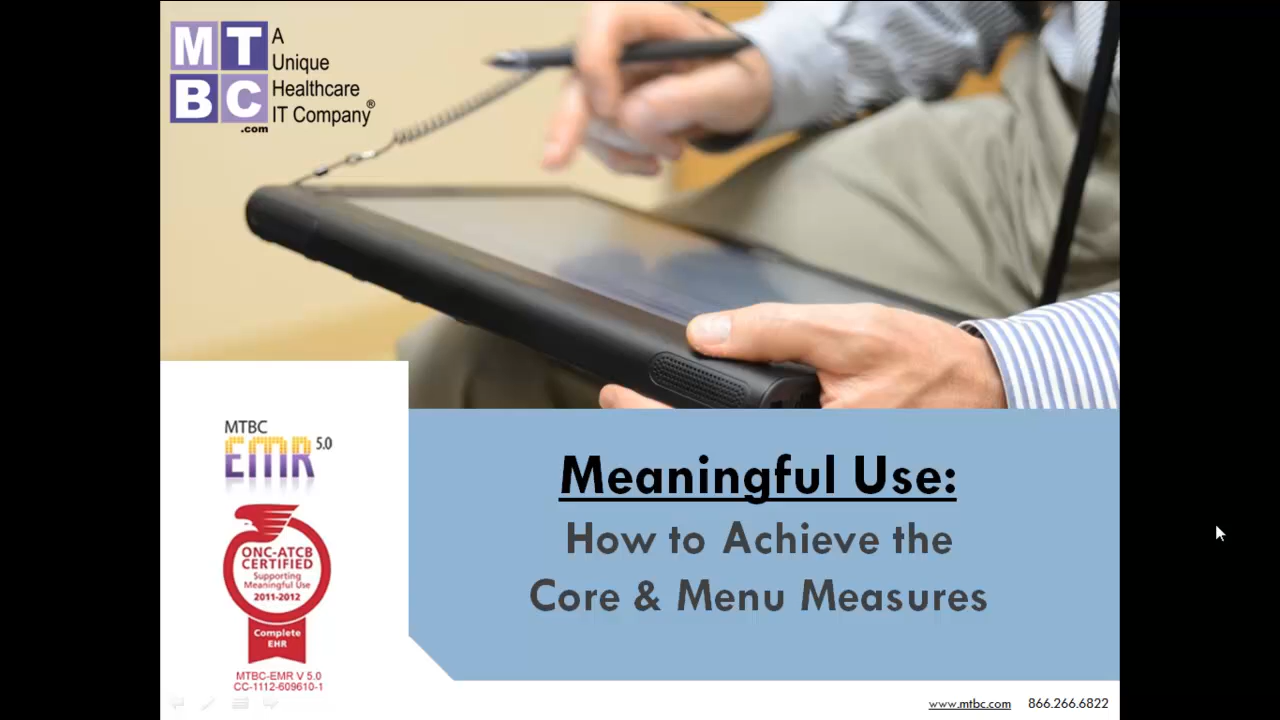 MT
BC
.com
A
Unique
Healthcare
IT Company®
MTBC
EMR 5.0
ONC-ATCB
CERTIFIED
Supporting
Meaningful Use
2011-2012
Complete
EHR
MTBC-EMR V 5.0
CC-1112-609610-1
Meaningful Use:
How to Achieve the
Core & Menu Measures
www.mtbc.com 866.266.6822